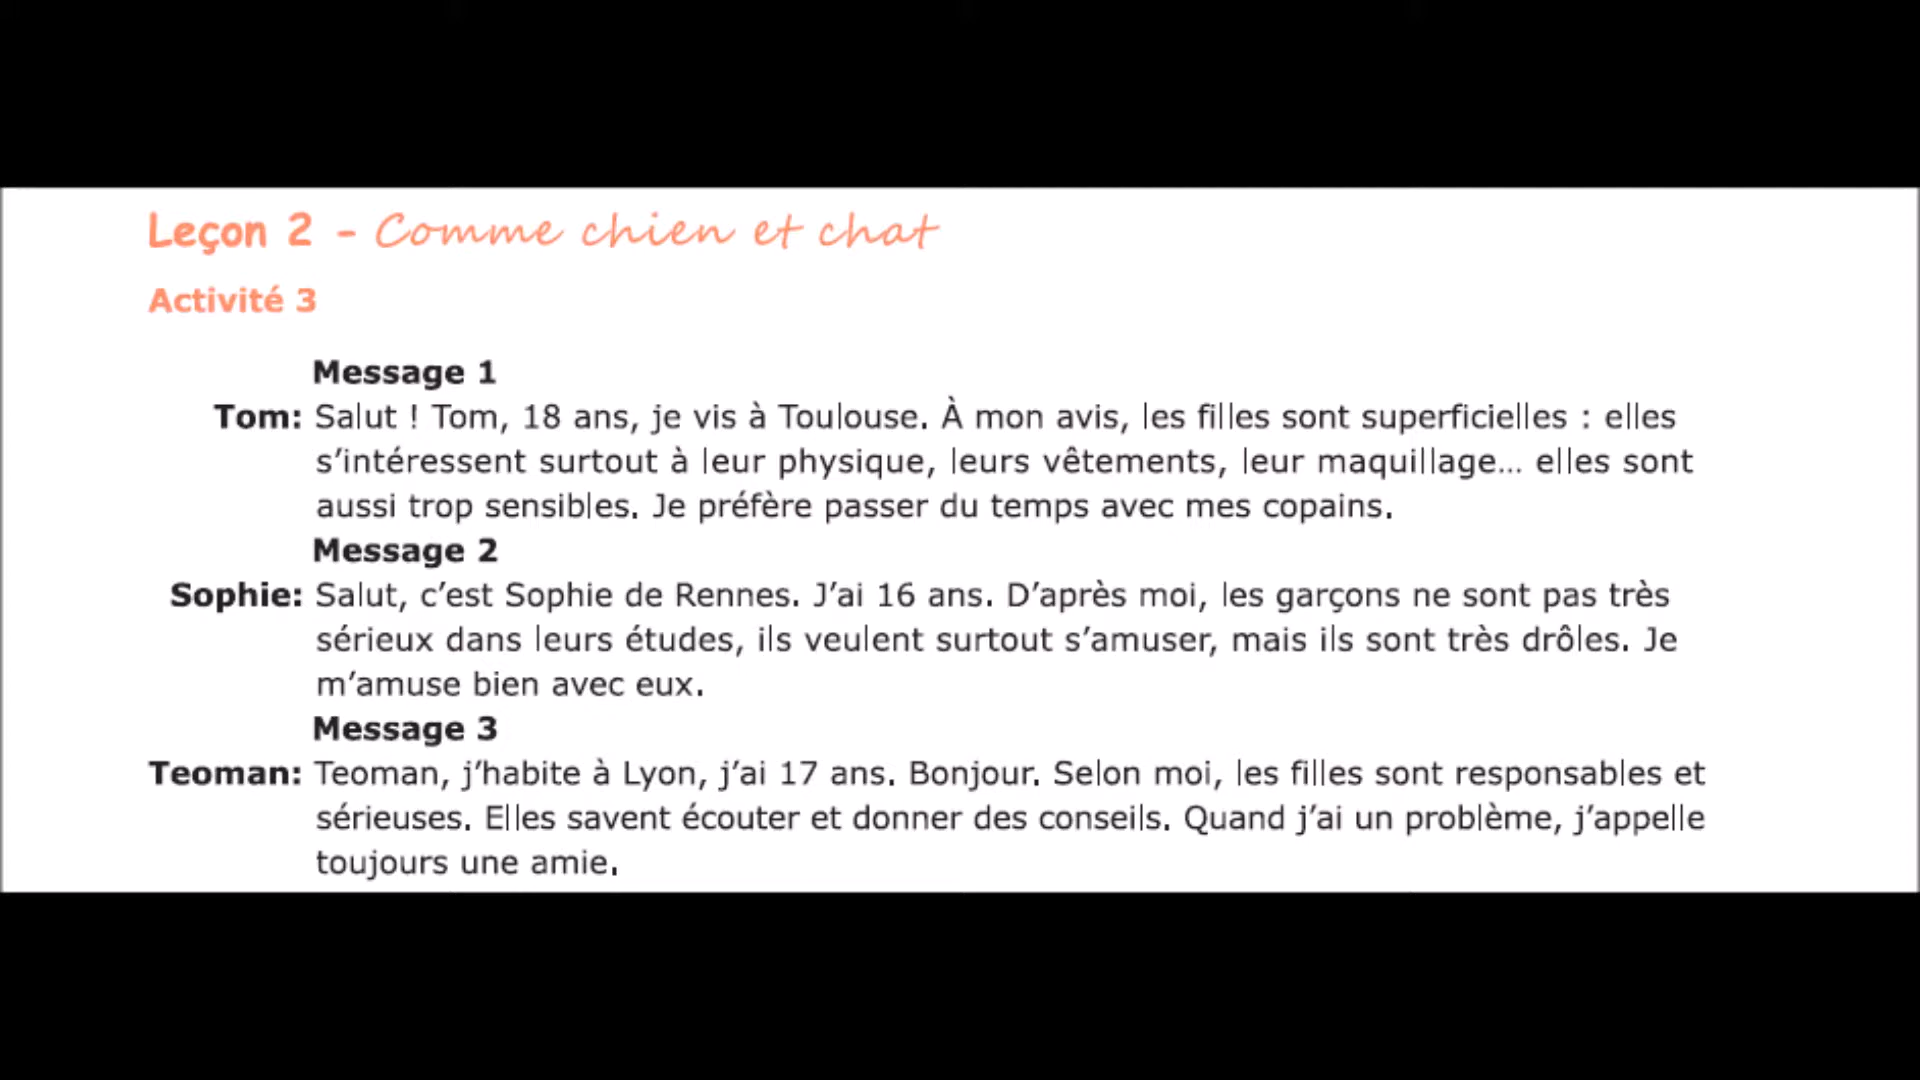 Leçon 2 - Comme chien et chat
Activité 3
Message 1
Tom: Salut ! Tom, 18 ans, je vis à Toulouse. À mon avis, les filles sont superficielles : elles
s’intéressent surtout à leur physique, leurs vêtements, leur maquillage... elles sont
aussi trop sensibles. Je préfère passer du temps avec mes copains.
Message 2
Sophie: Salut, c’est Sophie de Rennes. J’ai 16 ans. D’après moi, les garçons ne sont pas très
sérieux dans leurs études, ils veulent surtout s’amuser, mais ils sont très drôles. Je
m’amuse bien avec eux.
Message 3
Teoman: Teoman, j’habite à Lyon, j’ai 17 ans. Bonjour. Selon moi, les filles sont responsables et
sérieuses. Elles savent écouter et donner des conseils. Quand j’ai un problème, j’appelle
toujours une amie.